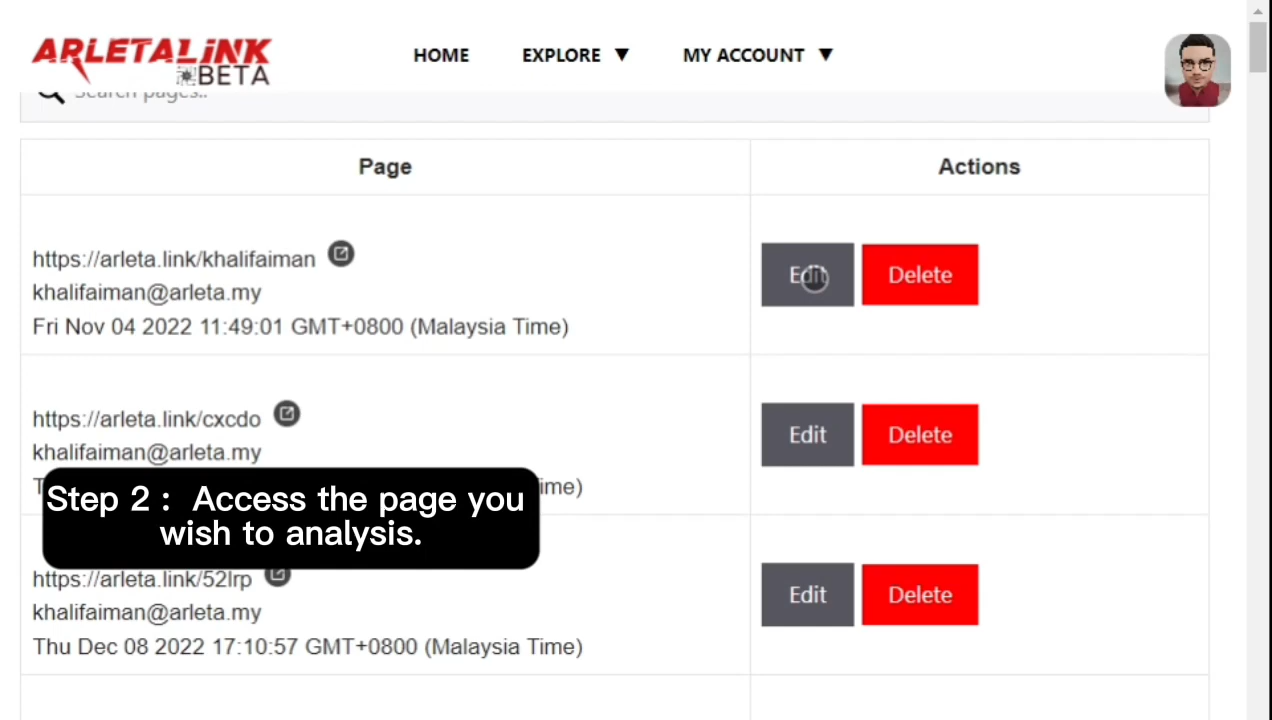 ARLETALINK
BETA
HOME
EXPLORE ▼
MY ACCOUNT ▼
Search pages..
Page
Actions
https://arleta.link/khalifaiman
khalifaiman@arleta.my
Fri Nov 04 2022 11:49:01 GMT+0800 (Malaysia Time)
Edit
Delete
https://arleta.link/cxcdo
khalifaiman@arleta.my
ime)
Edit
Delete
Step 2 : Access the page you
wish to analysis.
https://arleta.link/52lrp
khalifaiman@arleta.my
Thu Dec 08 2022 17:10:57 GMT+0800 (Malaysia Time)
Edit
Delete